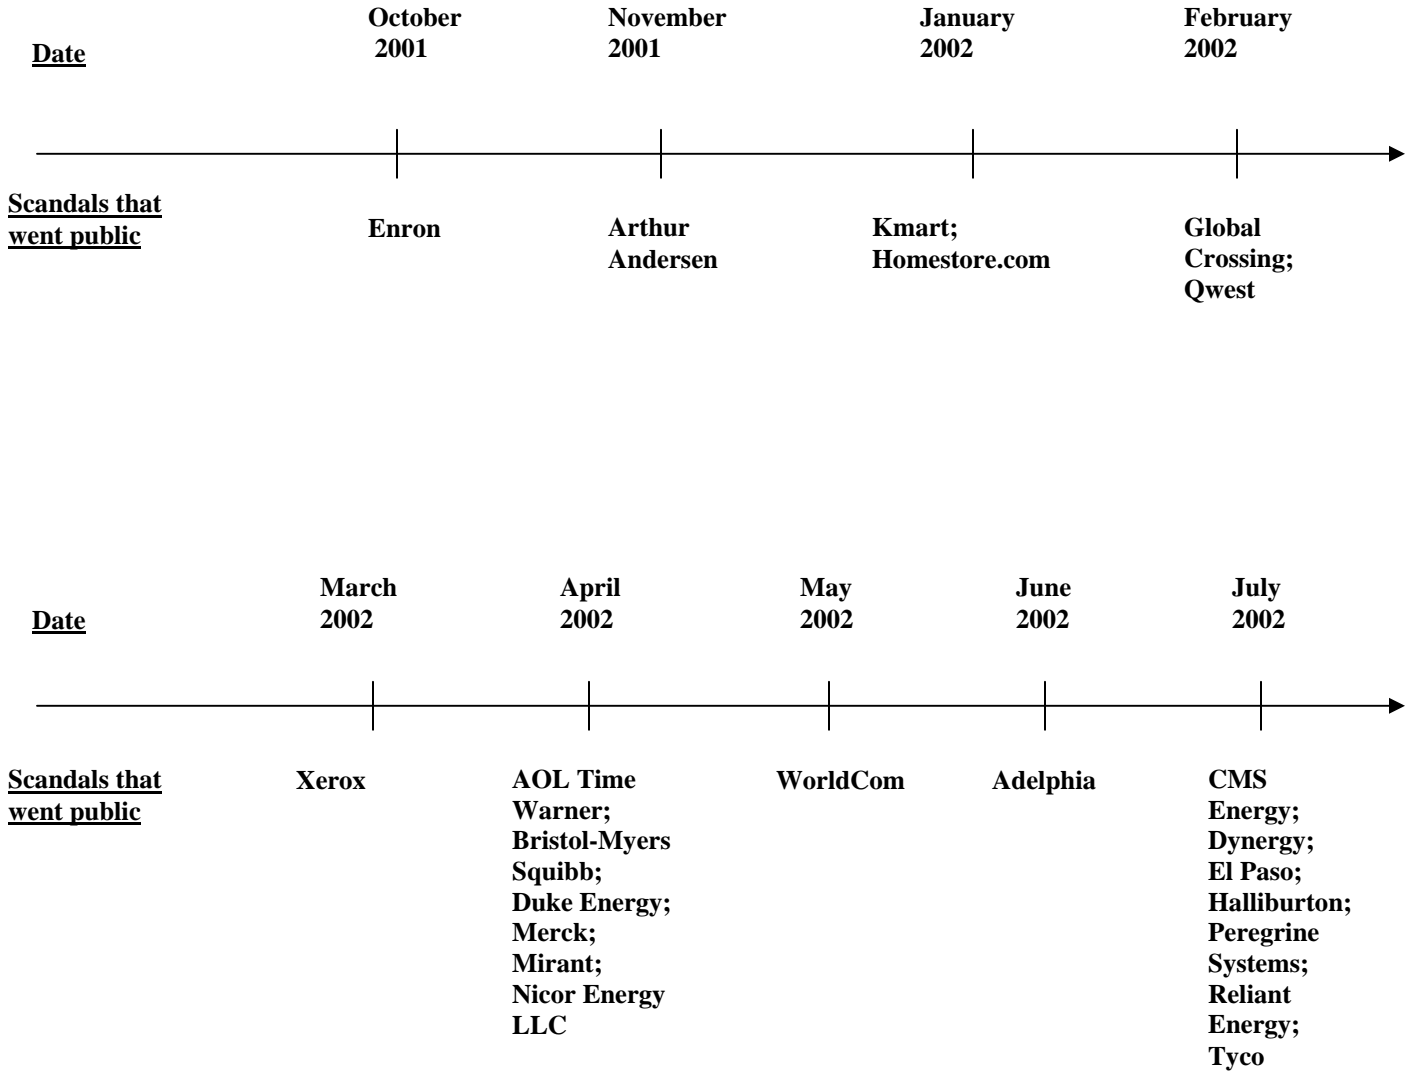 October
2001
November
2001
January
2002
February
2002
Date
Scandals that
went public
Enron
Arthur
Andersen
Kmart;
Homestore.com
Global
Crossing;
Qwest
March
2002
April
2002
May
2002
June
2002
July
2002
Date
Scandals that
went public
Xerox
AOL Time
Warner;
Bristol-Myers
Squibb;
Duke Energy;
Merck;
Mirant;
Nicor Energy
LLC
WorldCom
Adelphia
CMS
Energy;
Dynergy;
El Paso;
Halliburton;
Peregrine
Systems;
Reliant
Energy;
Tyco